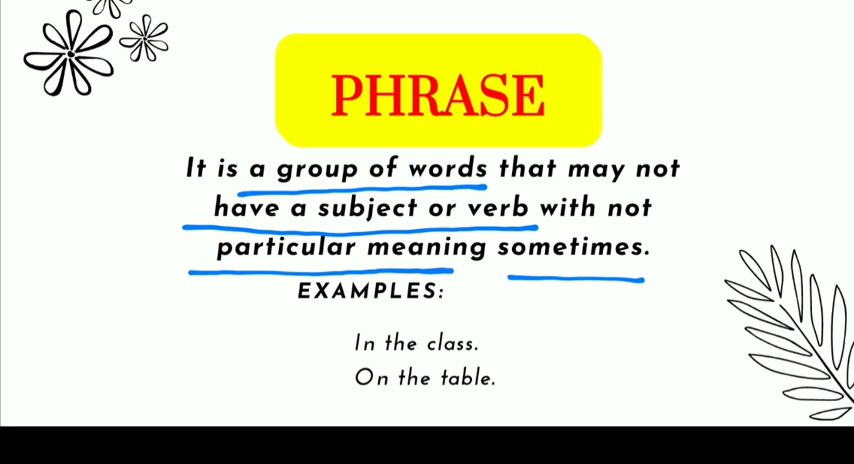 PHRASE
It is a group of words that may not
have a subject or verb with not
particular meaning sometimes.
EXAMPLES:
In the class.
On the table.